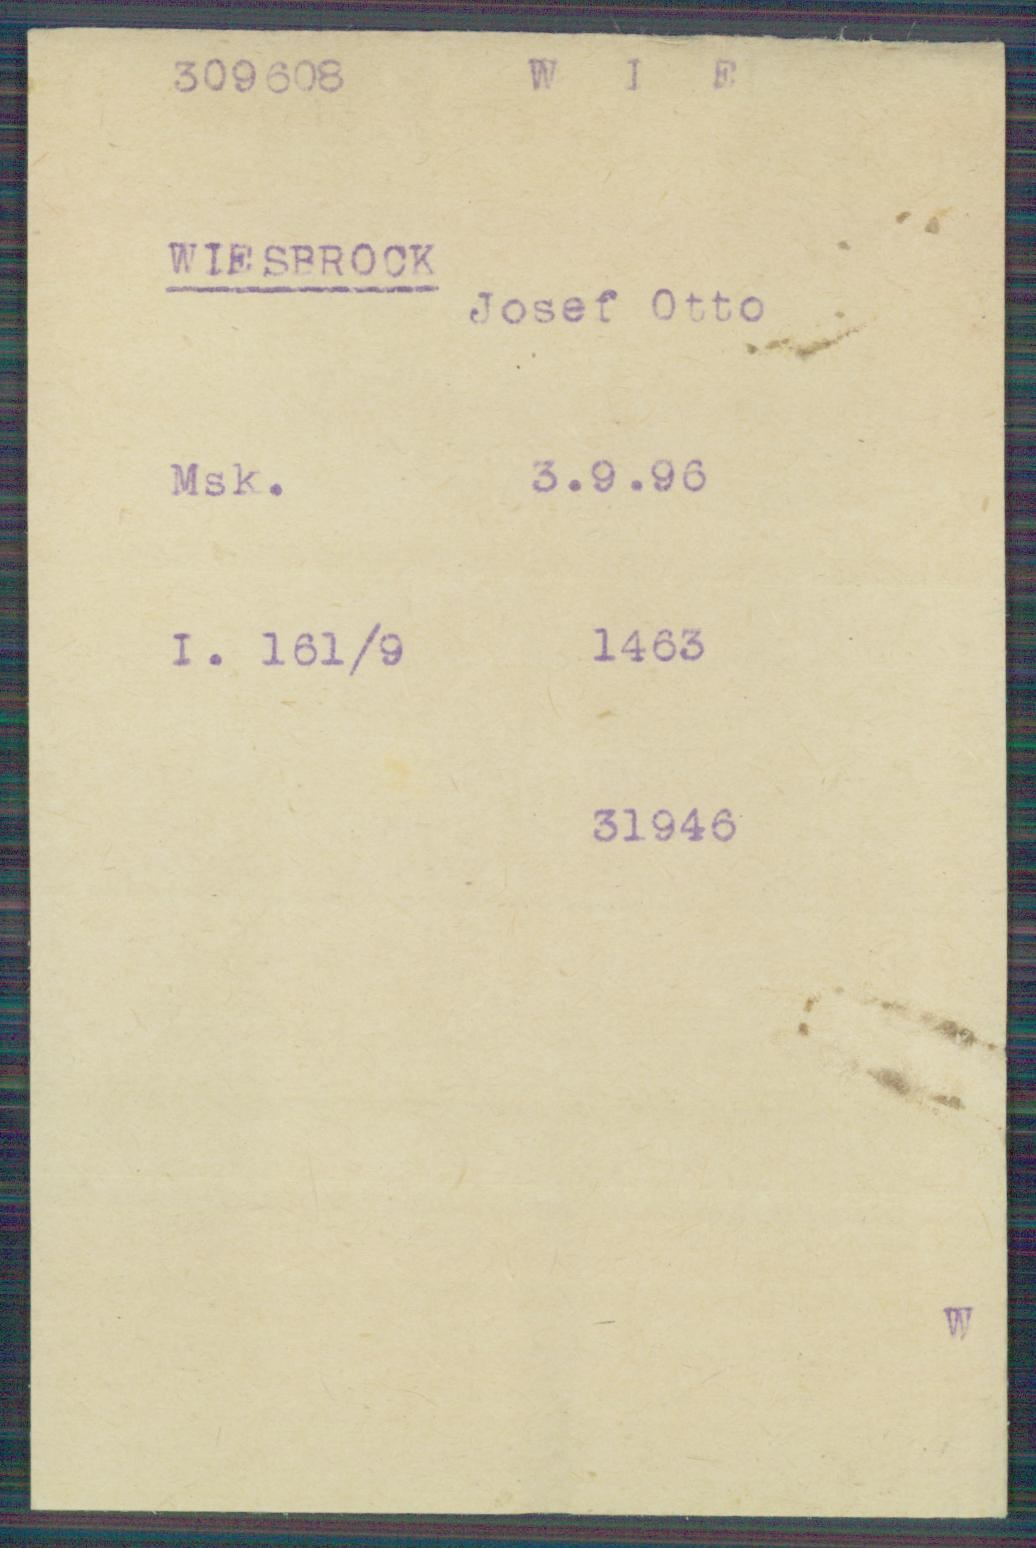 309608 W I E
WIESBROCK
Josef Otto
Msk. 3.9.96
I. 161/9 1463
31946
W